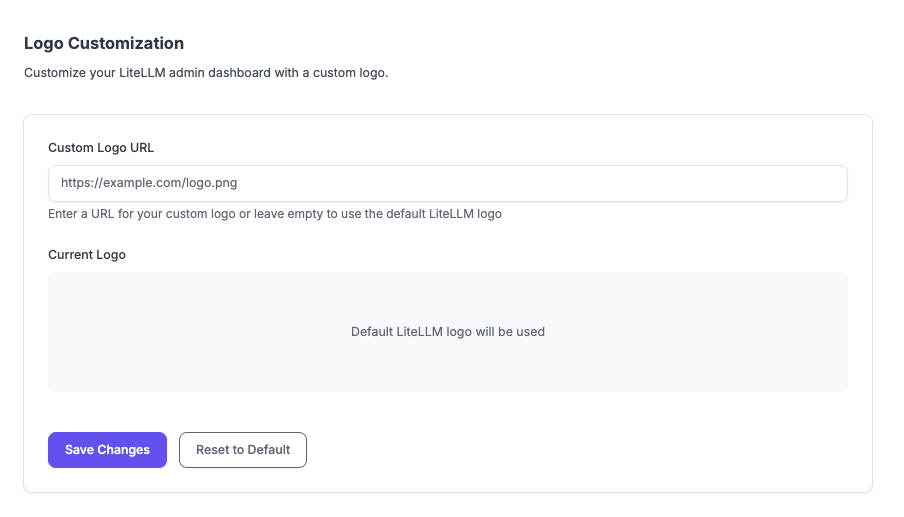 Logo Customization
Customize your LiteLLM admin dashboard with a custom logo.
Custom Logo URL
https://example.com/logo.png
Enter a URL for your custom logo or leave empty to use the default LiteLLM logo
Current Logo
Default LiteLLM logo will be used
Save Changes
Reset to Default